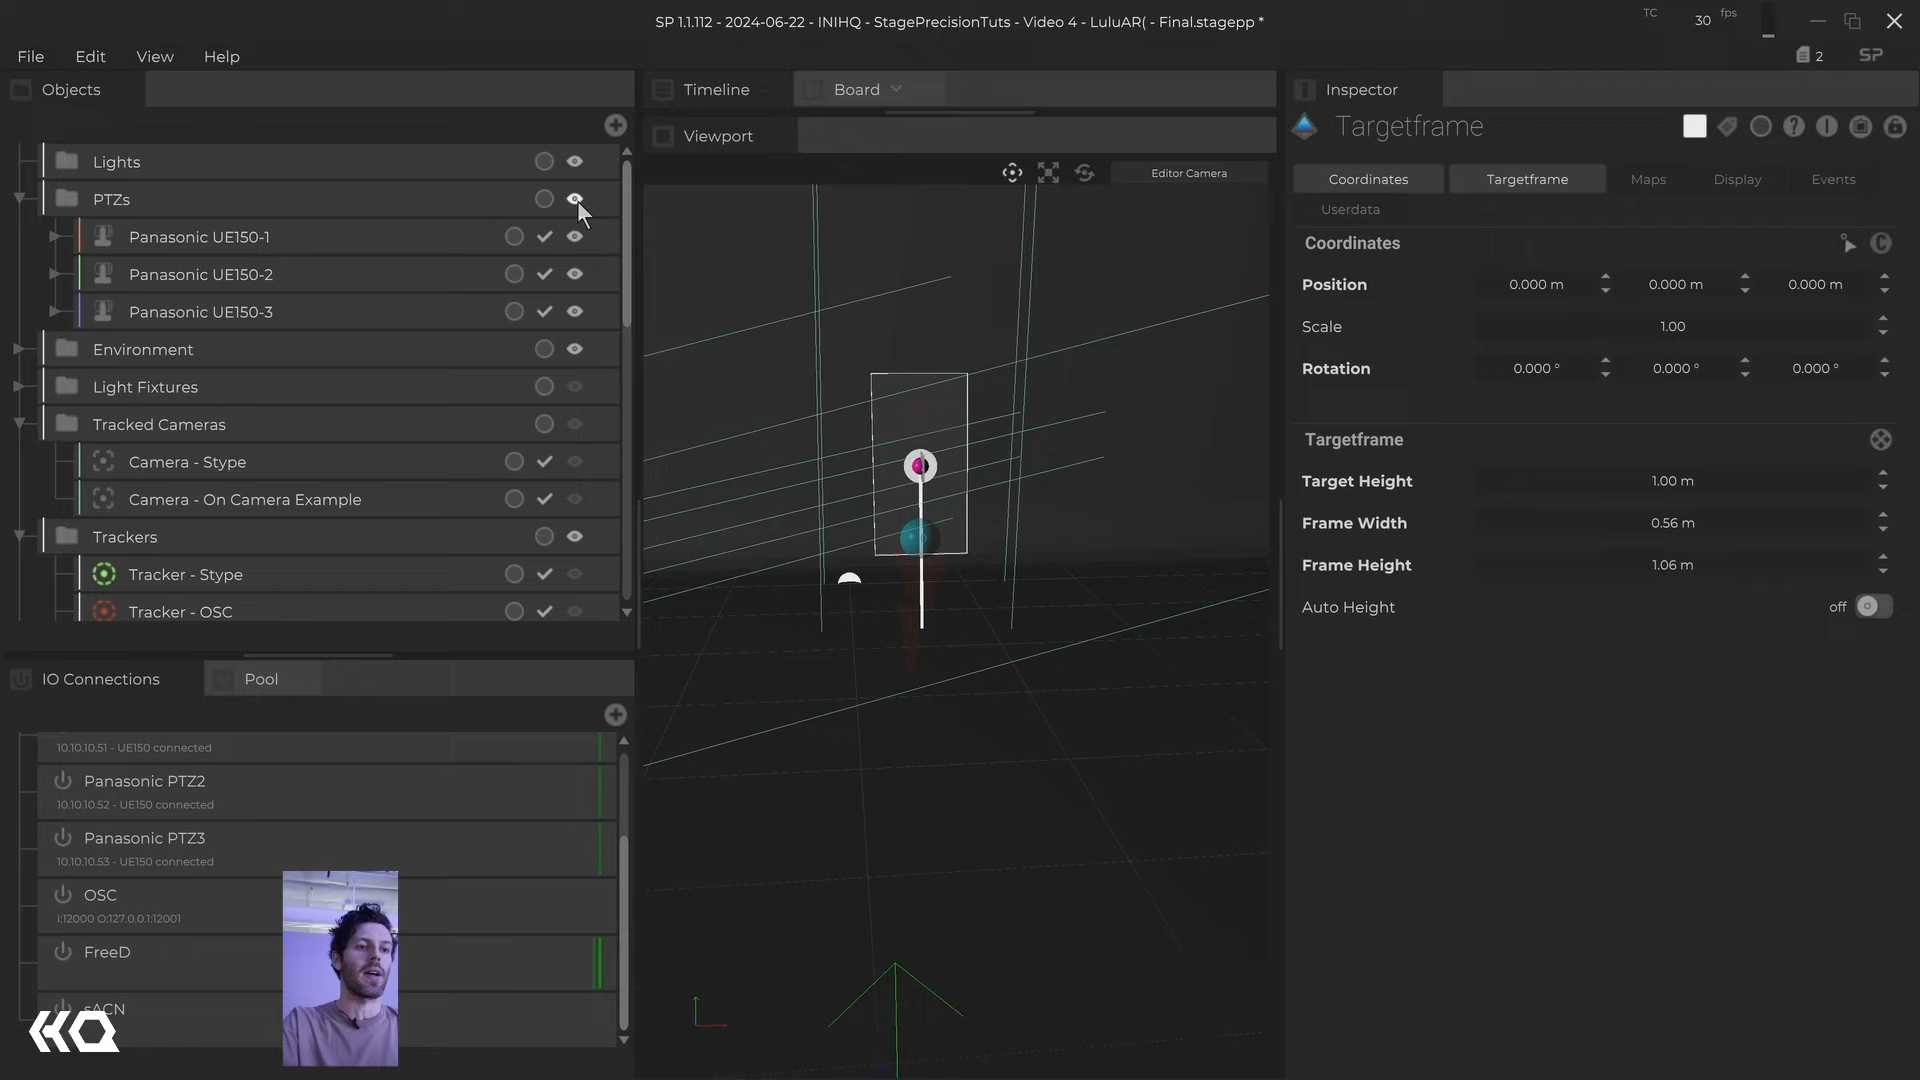 SP 1.1.112 - 2024-06-22 - INIHQ - StagePrecisionTuts - Video 4 - LuluAR( - Final.stagepp *
TC
30 fps
File Edit View Help
2
SP
Objects
Lights
PTZs
Panasonic UE150-1
Panasonic UE150-2
Panasonic UE150-3
Environment
Light Fixtures
Tracked Cameras
Camera - Stype
Camera - On Camera Example
Trackers
Tracker - Stype
Tracker - OSC
IO Connections
Pool
10.10.10.51 - UE150 connected
Panasonic PTZ2
10.10.10.52 - UE150 connected
Panasonic PTZ3
10.10.10.53 - UE150 connected
OSC
I:12000 O:127.0.0.1:12001
FreeD
sACN
HQ
Timeline
Board
Viewport
Editor Camera
Inspector
Targetframe
Coordinates Targetframe Maps Display Events
Userdata
Coordinates
Position 0.000 m 0.000 m 0.000 m
Scale 1.00
Rotation 0.000 ° 0.000 ° 0.000 °
Targetframe
Target Height 1.00 m
Frame Width 0.56 m
Frame Height 1.06 m
Auto Height off